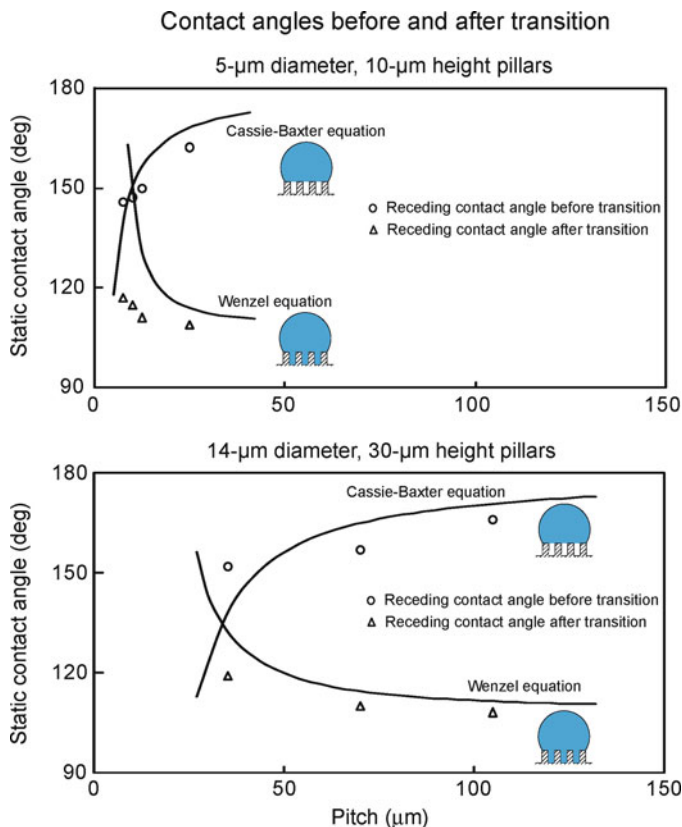 Contact angles before and after transition
5-μm diameter, 10-μm height pillars
Static contact angle (deg)
180
150
120
90
Cassie-Baxter equation
Receding contact angle before transition
Receding contact angle after transition
Wenzel equation
0
50
100
150
14-μm diameter, 30-μm height pillars
Static contact angle (deg)
180
150
120
90
Cassie-Baxter equation
Receding contact angle before transition
Receding contact angle after transition
Wenzel equation
0
50
100
150
Pitch (μm)